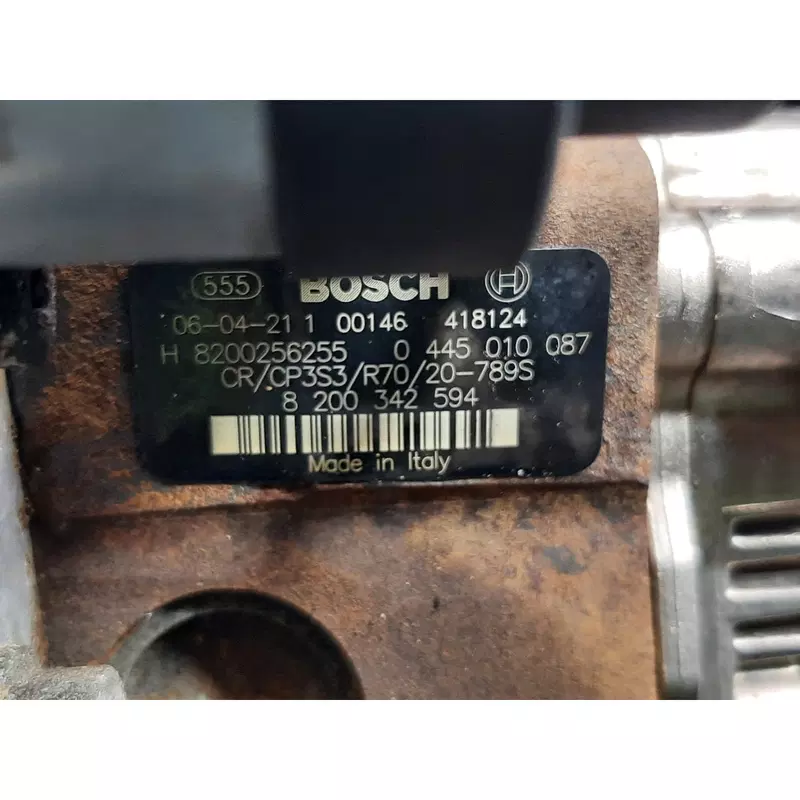 555 BOSCH H
06-04-21 1 00146 418124
H 8200256255 0 445 010 087
CR/CP3S3/R70/20-789S
8 200 342 594
Made in Italy